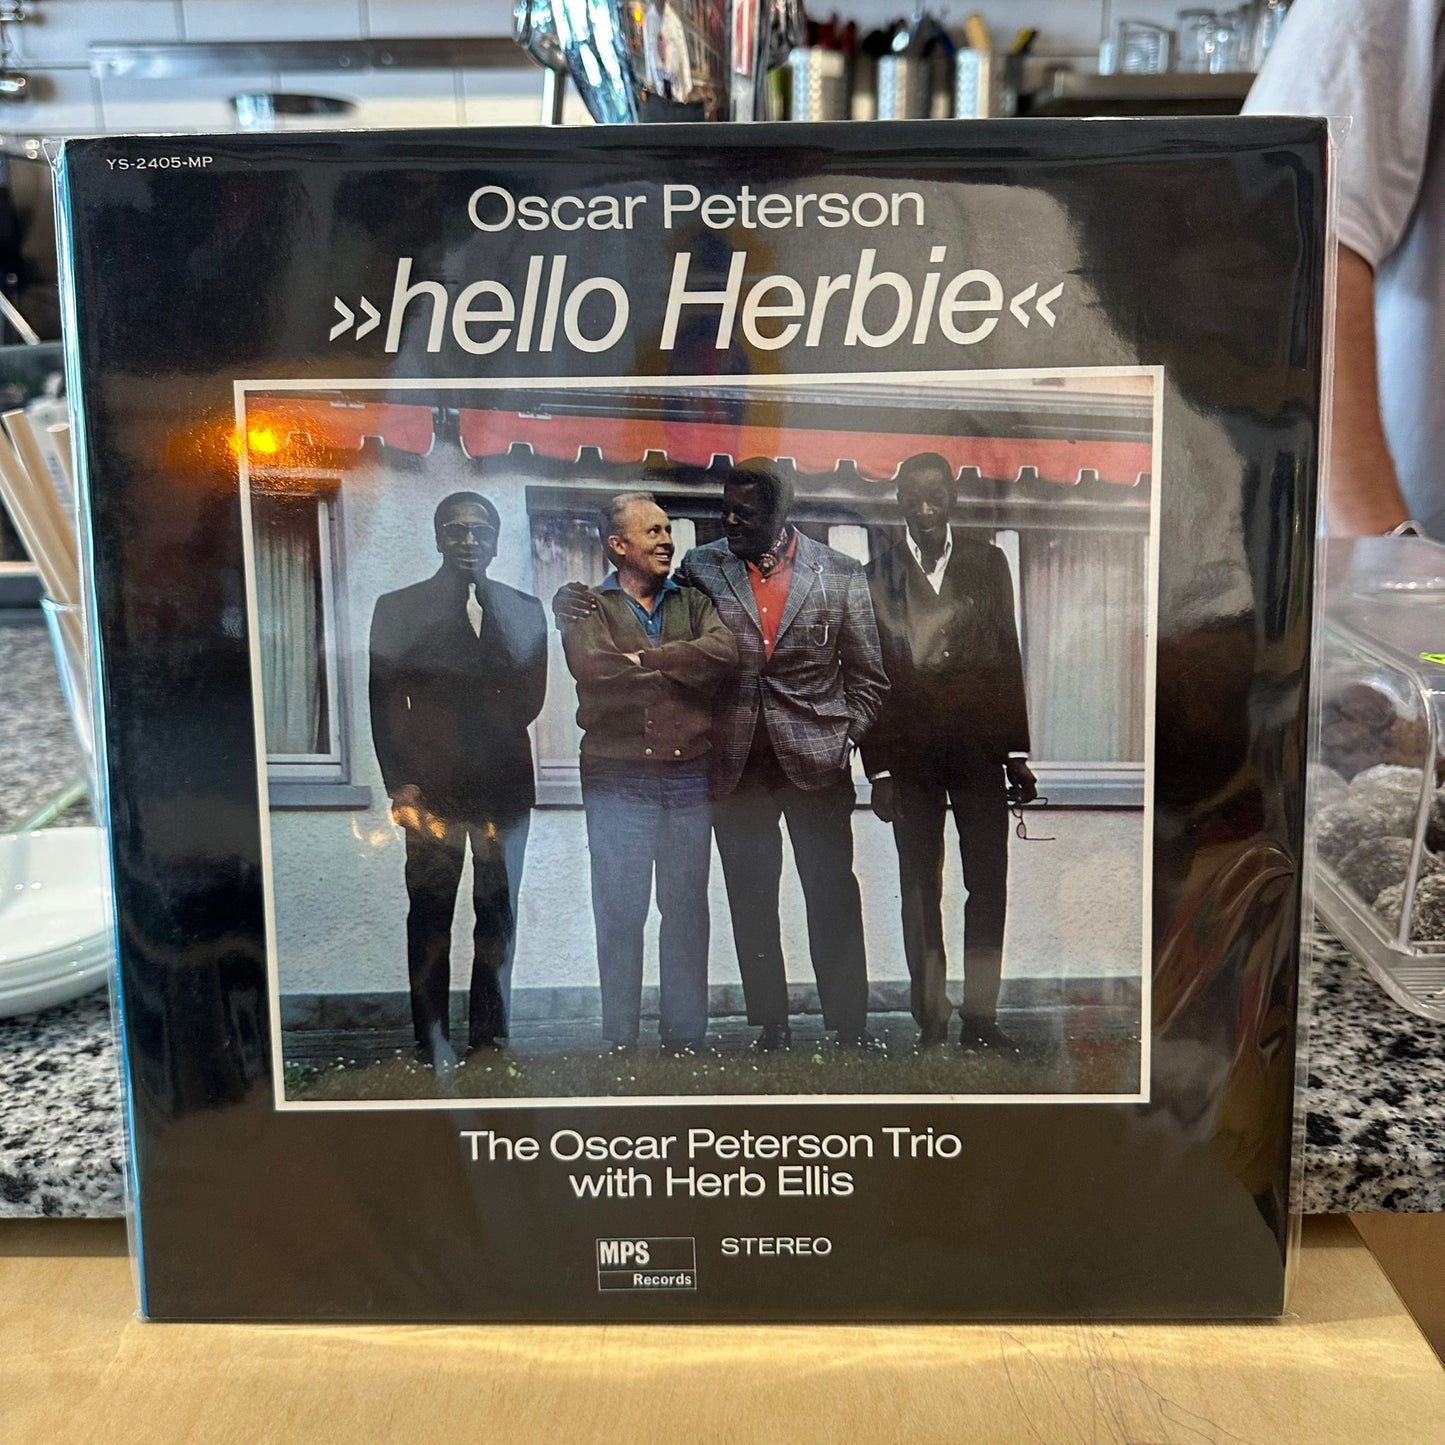 YS-2405-MP
Oscar Peterson
»hello Herbie«
The Oscar Peterson Trio
with Herb Ellis
MPS
Records
STEREO